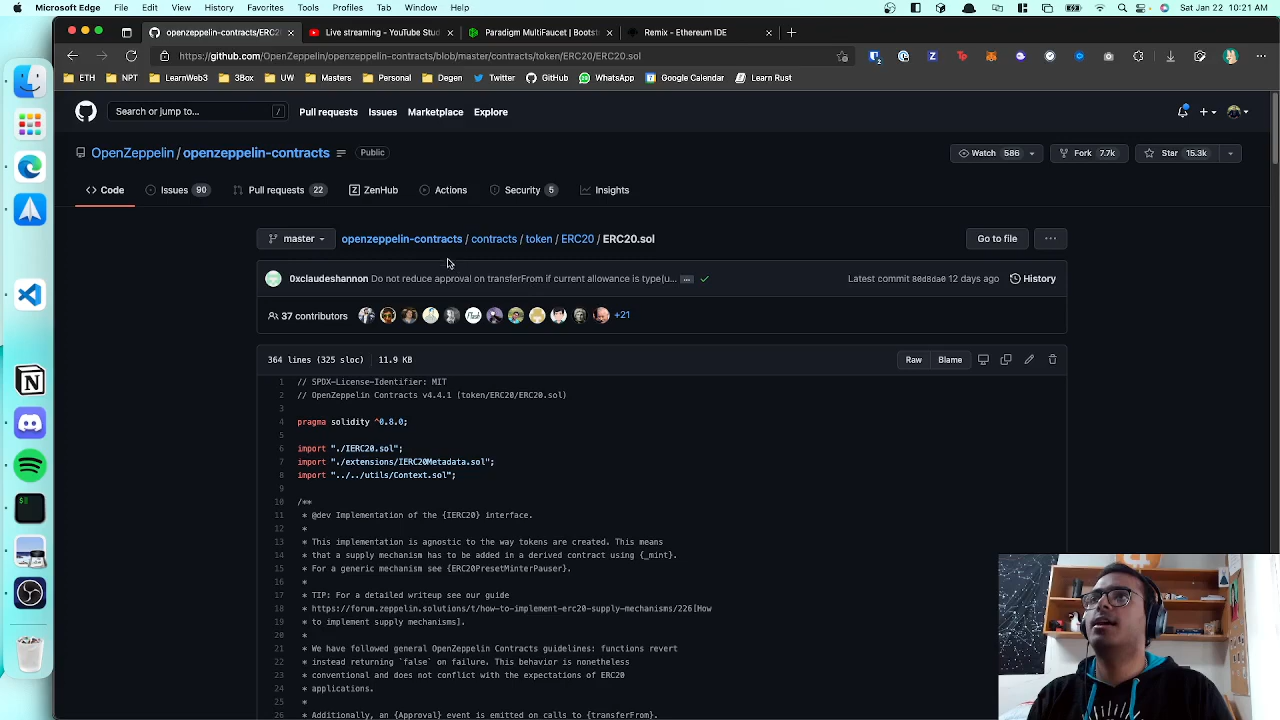 Microsoft Edge File Edit View History Favorites Tools Profiles Tab Window Help
Sat Jan 22 10:21 AM
openzeppelin-contracts/ERC2
Live streaming - YouTube Stud
Paradigm MultiFaucet | Bootst
Remix - Ethereum IDE
https://github.com/OpenZeppelin/openzeppelin-contracts/blob/master/contracts/token/ERC20/ERC20.sol
ETH NPT LearnWeb3 3Box UW Masters Personal Degen Twitter GitHub WhatsApp Google Calendar Learn Rust
Search or jump to... /
Pull requests Issues Marketplace Explore
OpenZeppelin / openzeppelin-contracts Public
Watch 586 Fork 7.7k Star 15.3k
Code Issues 90 Pull requests 22 ZenHub Actions Security 5 Insights
master openzeppelin-contracts / contracts / token / ERC20 / ERC20.sol
Go to file ...
0xclaudeshannon Do not reduce approval on transferFrom if current allowance is type(u... ...
Latest commit 80d8da0 12 days ago History
37 contributors +21
364 lines (325 sloc) 11.9 KB
Raw Blame
1 // SPDX-License-Identifier: MIT
2 // OpenZeppelin Contracts v4.4.1 (token/ERC20/ERC20.sol)
3
4 pragma solidity ^0.8.0;
5
6 import "./IERC20.sol";
7 import "./extensions/IERC20Metadata.sol";
8 import "../../utils/Context.sol";
9
10 /**
11 * @dev Implementation of the {IERC20} interface.
12 *
13 * This implementation is agnostic to the way tokens are created. This means
14 * that a supply mechanism has to be added in a derived contract using {_mint}.
15 * For a generic mechanism see {ERC20PresetMinterPauser}.
16 *
17 * TIP: For a detailed writeup see our guide
18 * https://forum.zeppelin.solutions/t/how-to-implement-erc20-supply-mechanisms/226[How
19 * to implement supply mechanisms].
20 *
21 * We have followed general OpenZeppelin Contracts guidelines: functions revert
22 * instead returning `false` on failure. This behavior is nonetheless
23 * conventional and does not conflict with the expectations of ERC20
24 * applications.
25 *
26 * Additionally, an {Approval} event is emitted on calls to {transferFrom}.